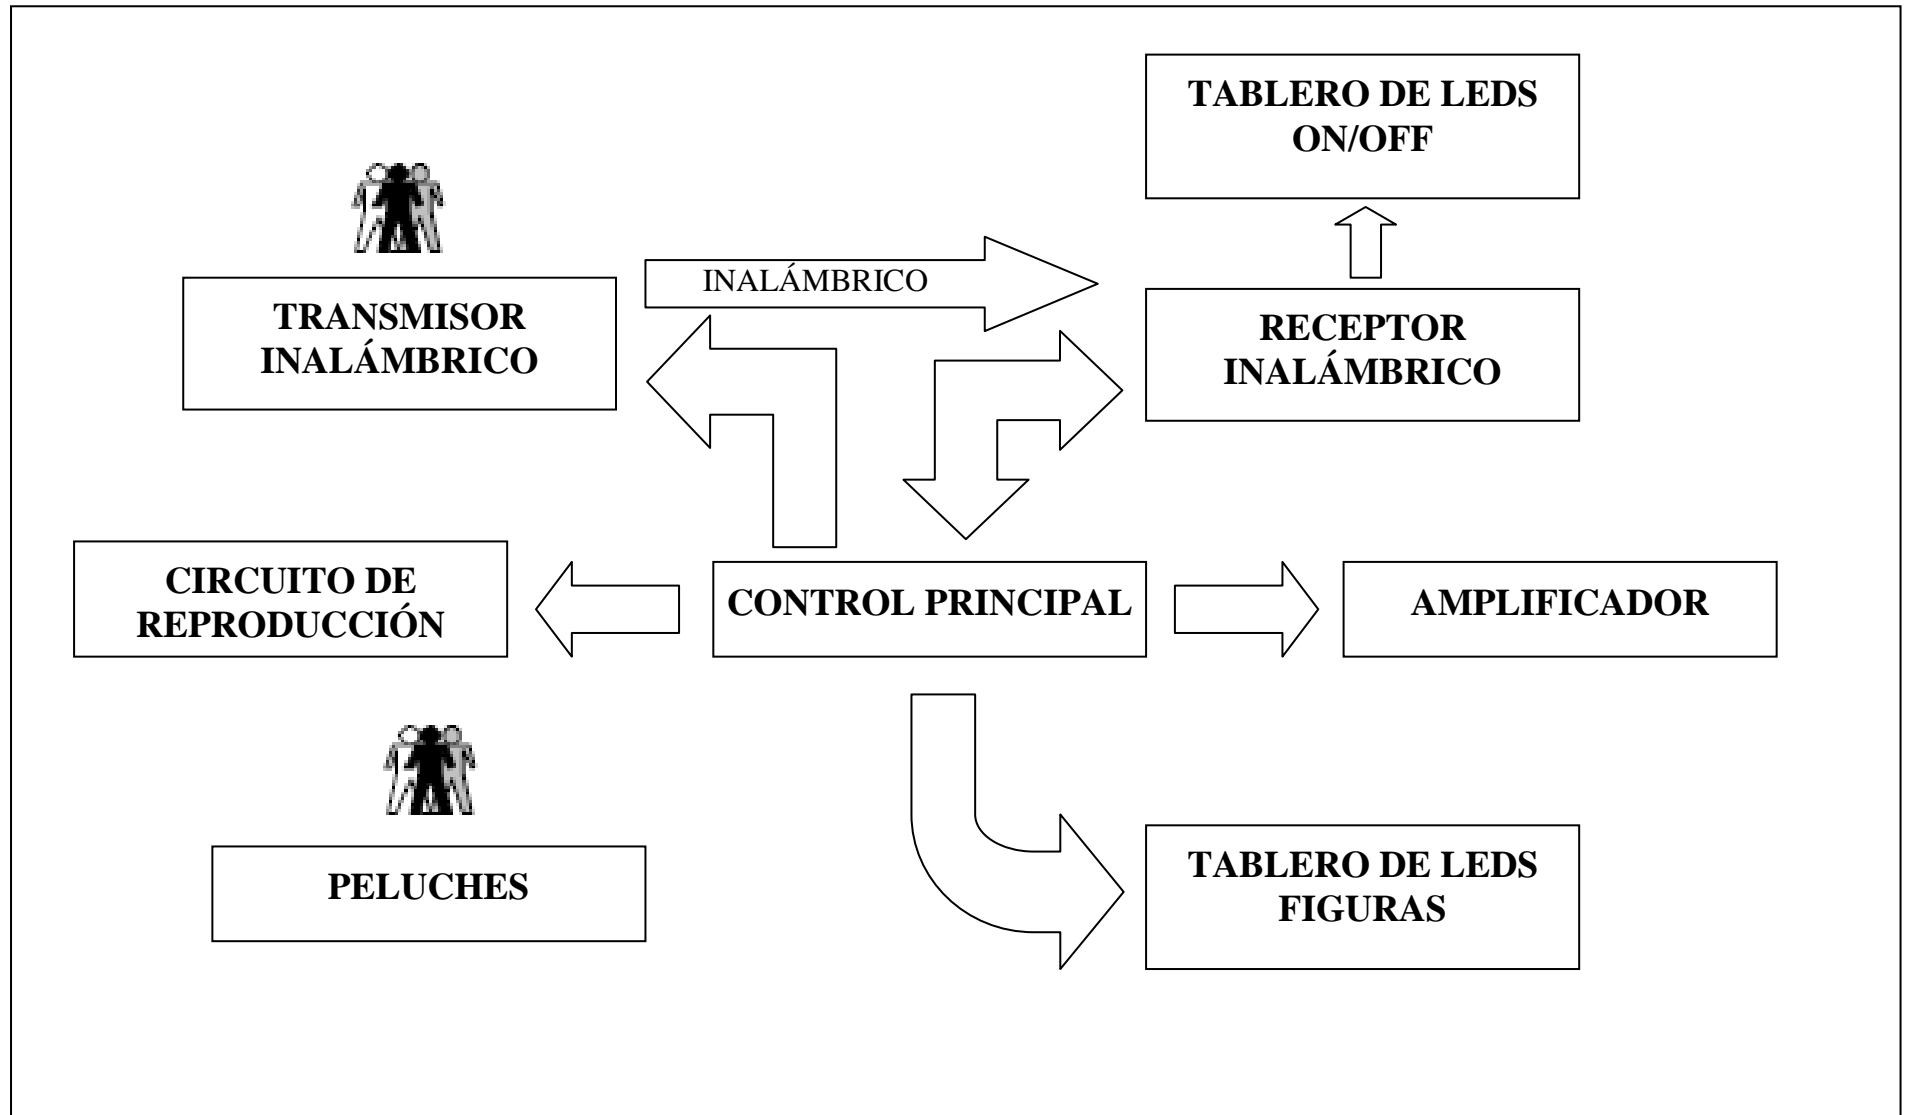 TABLERO DE LEDS
ON/OFF
INALÁMBRICO
TRANSMISOR
INALÁMBRICO
RECEPTOR
INALÁMBRICO
CIRCUITO DE
REPRODUCCIÓN
CONTROL PRINCIPAL
AMPLIFICADOR
PELUCHES
TABLERO DE LEDS
FIGURAS